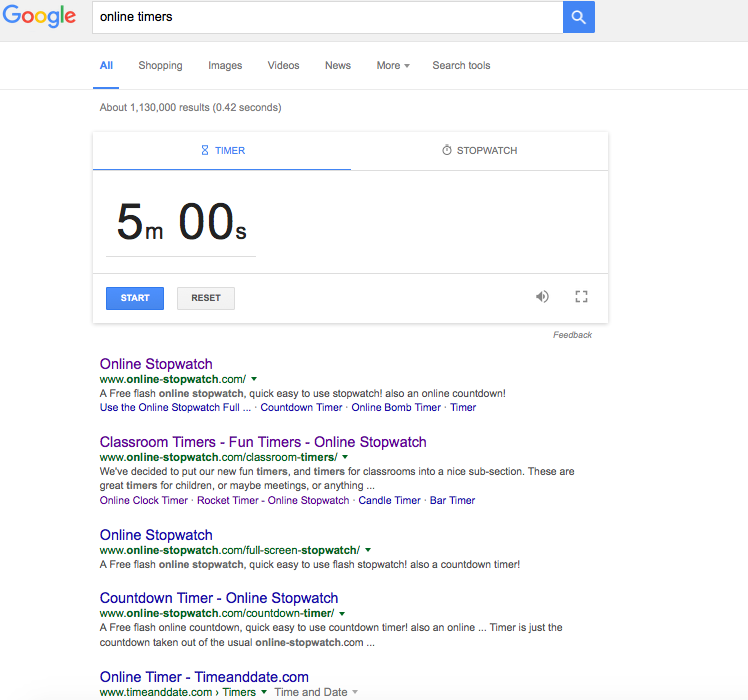 Google
online timers
All Shopping Images Videos News More Search tools
About 1,130,000 results (0.42 seconds)
TIMER STOPWATCH
5m 00s
START RESET
Feedback
Online Stopwatch
www.online-stopwatch.com/
A Free flash online stopwatch, quick easy to use stopwatch! also an online countdown!
Use the Online Stopwatch Full ... · Countdown Timer · Online Bomb Timer · Timer
Classroom Timers - Fun Timers - Online Stopwatch
www.online-stopwatch.com/classroom-timers/
We've decided to put our new fun timers, and timers for classrooms into a nice sub-section. These are
great timers for children, or maybe meetings, or anything ...
Online Clock Timer · Rocket Timer - Online Stopwatch · Candle Timer · Bar Timer
Online Stopwatch
www.online-stopwatch.com/full-screen-stopwatch/
A Free flash online stopwatch, quick easy to use flash stopwatch! also a countdown timer!
Countdown Timer - Online Stopwatch
www.online-stopwatch.com/countdown-timer/
A Free flash online countdown, quick easy to use countdown timer! also an online ... Timer is just the
countdown taken out of the usual online-stopwatch.com ...
Online Timer - Timeanddate.com
www.timeanddate.com › Timers Time and Date